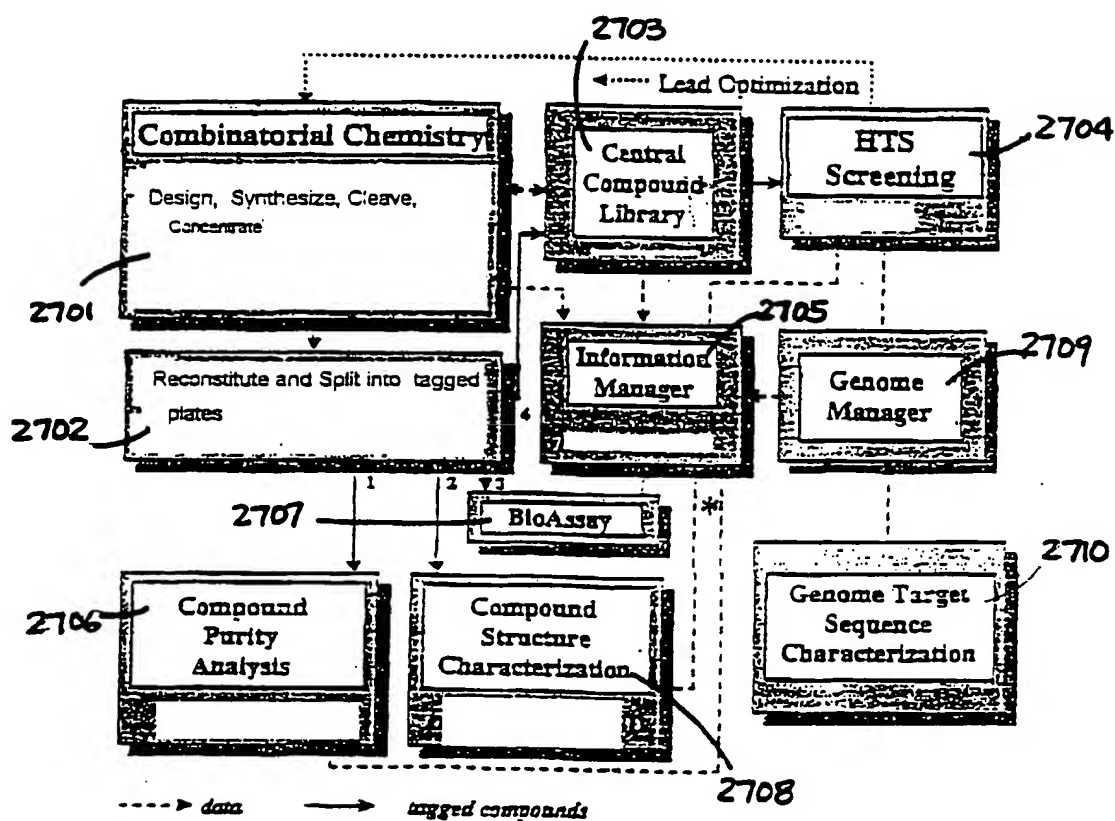 2703
Lead Optimization
Combinatorial Chemistry
Design, Synthesize, Cleave,
Concentrate
2701
Central
Compound
Library
HTS
Screening
2704
Reconstitute and Split into tagged
plates
2702
4
Information
Manager
2705
Genome
Manager
2709
1
2
3
2707
BioAssay
*
2706
Compound
Purity
Analysis
Compound
Structure
Characterization
2708
Genome Target
Sequence
Characterization
2710
data
tagged compounds